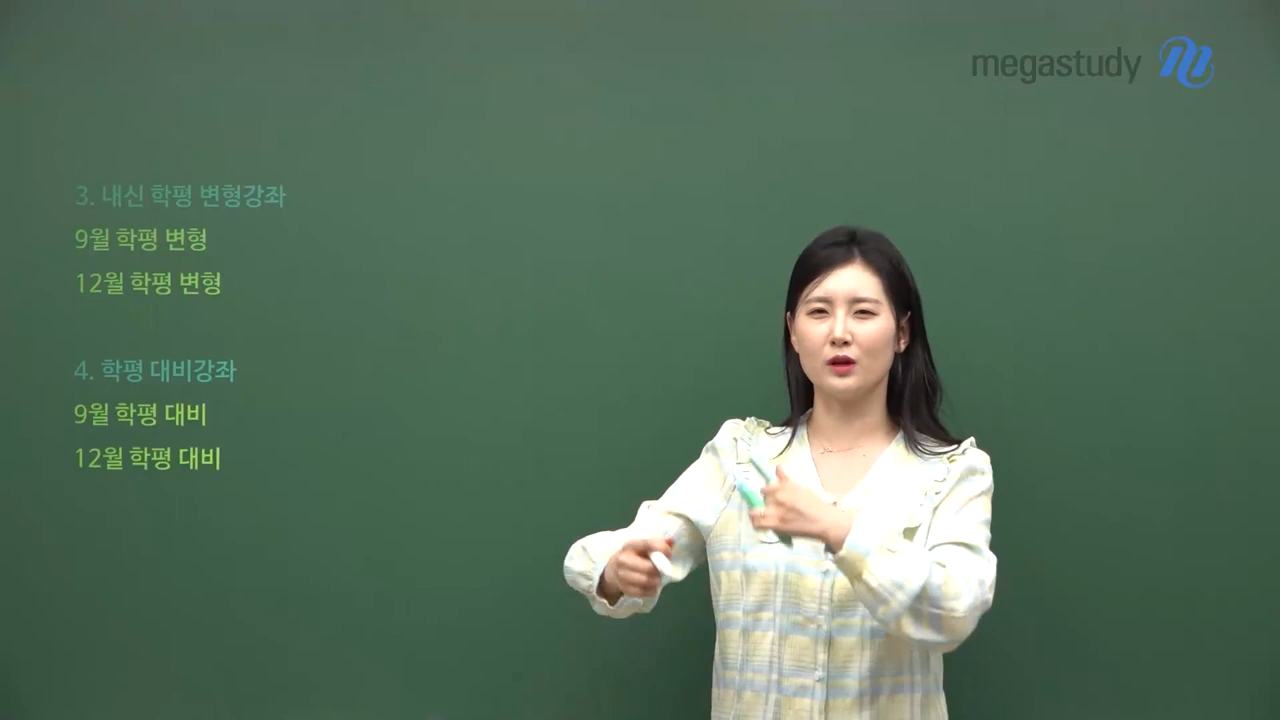 megastudy
3. 내신 학평 변형강좌
9월 학평 변형
12월 학평 변형
4. 학평 대비강좌
9월 학평 대비
12월 학평 대비